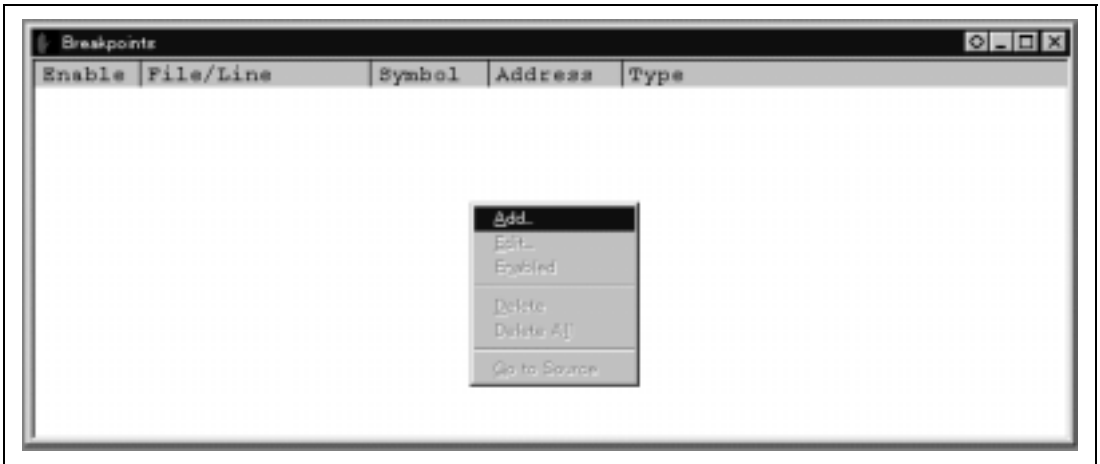 Breakpoints
Enable File/Line Symbol Address Type
Add...
Edit...
Enabled
Delete
Delete All
Go to Source